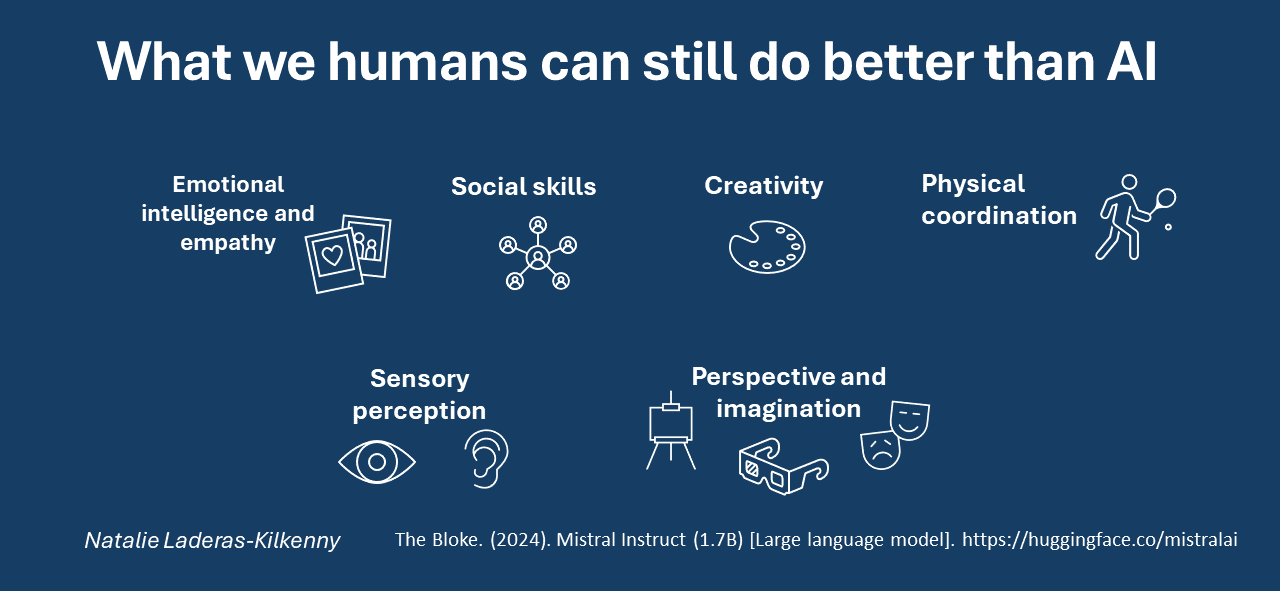 What we humans can still do better than AI
Emotional
intelligence and
empathy
Social skills
Creativity
Physical
coordination
Sensory
perception
Perspective and
imagination
Natalie Laderas-Kilkenny
The Bloke. (2024). Mistral Instruct (1.7B) [Large language model]. https://huggingface.co/mistralai